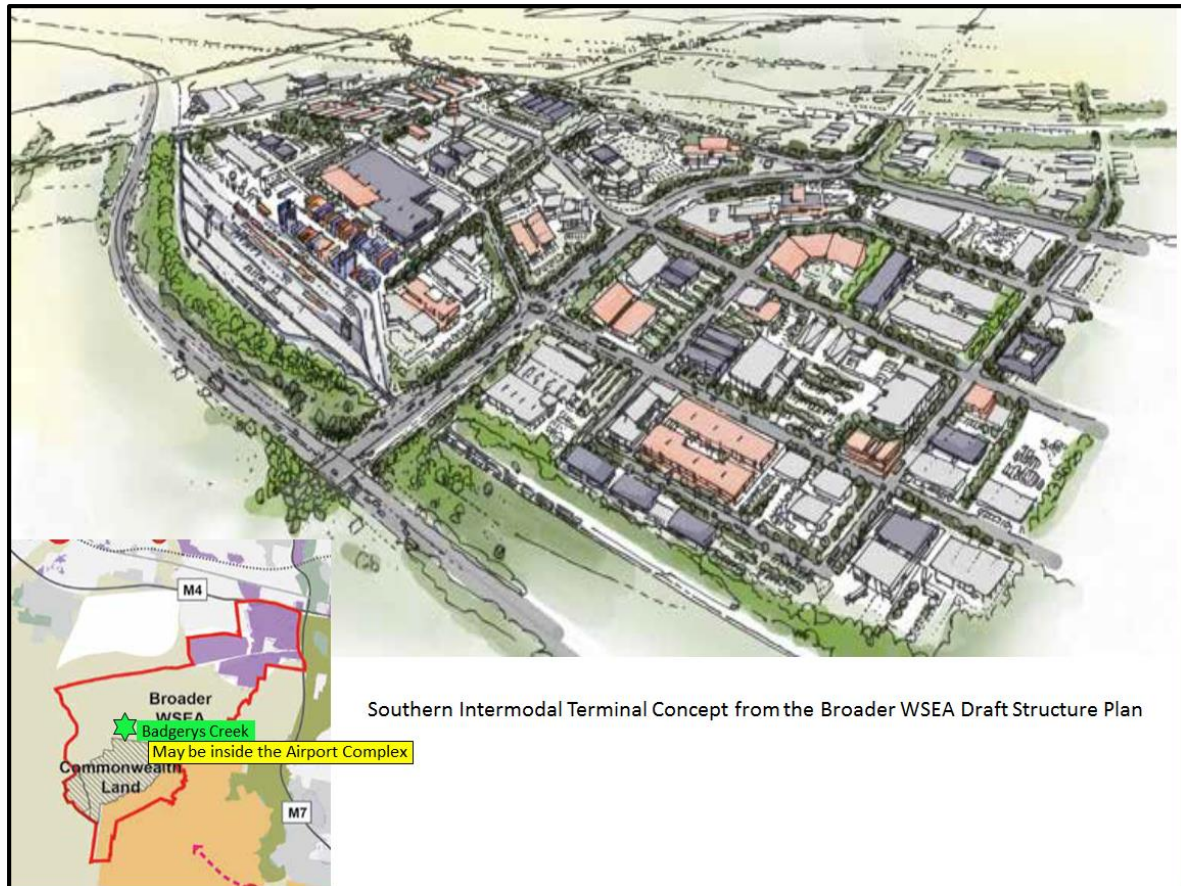 M4
Broader
WSEA
Badgerys Creek
May be inside the Airport Complex
Commonwealth
Land
M7
Southern Intermodal Terminal Concept from the Broader WSEA Draft Structure Plan